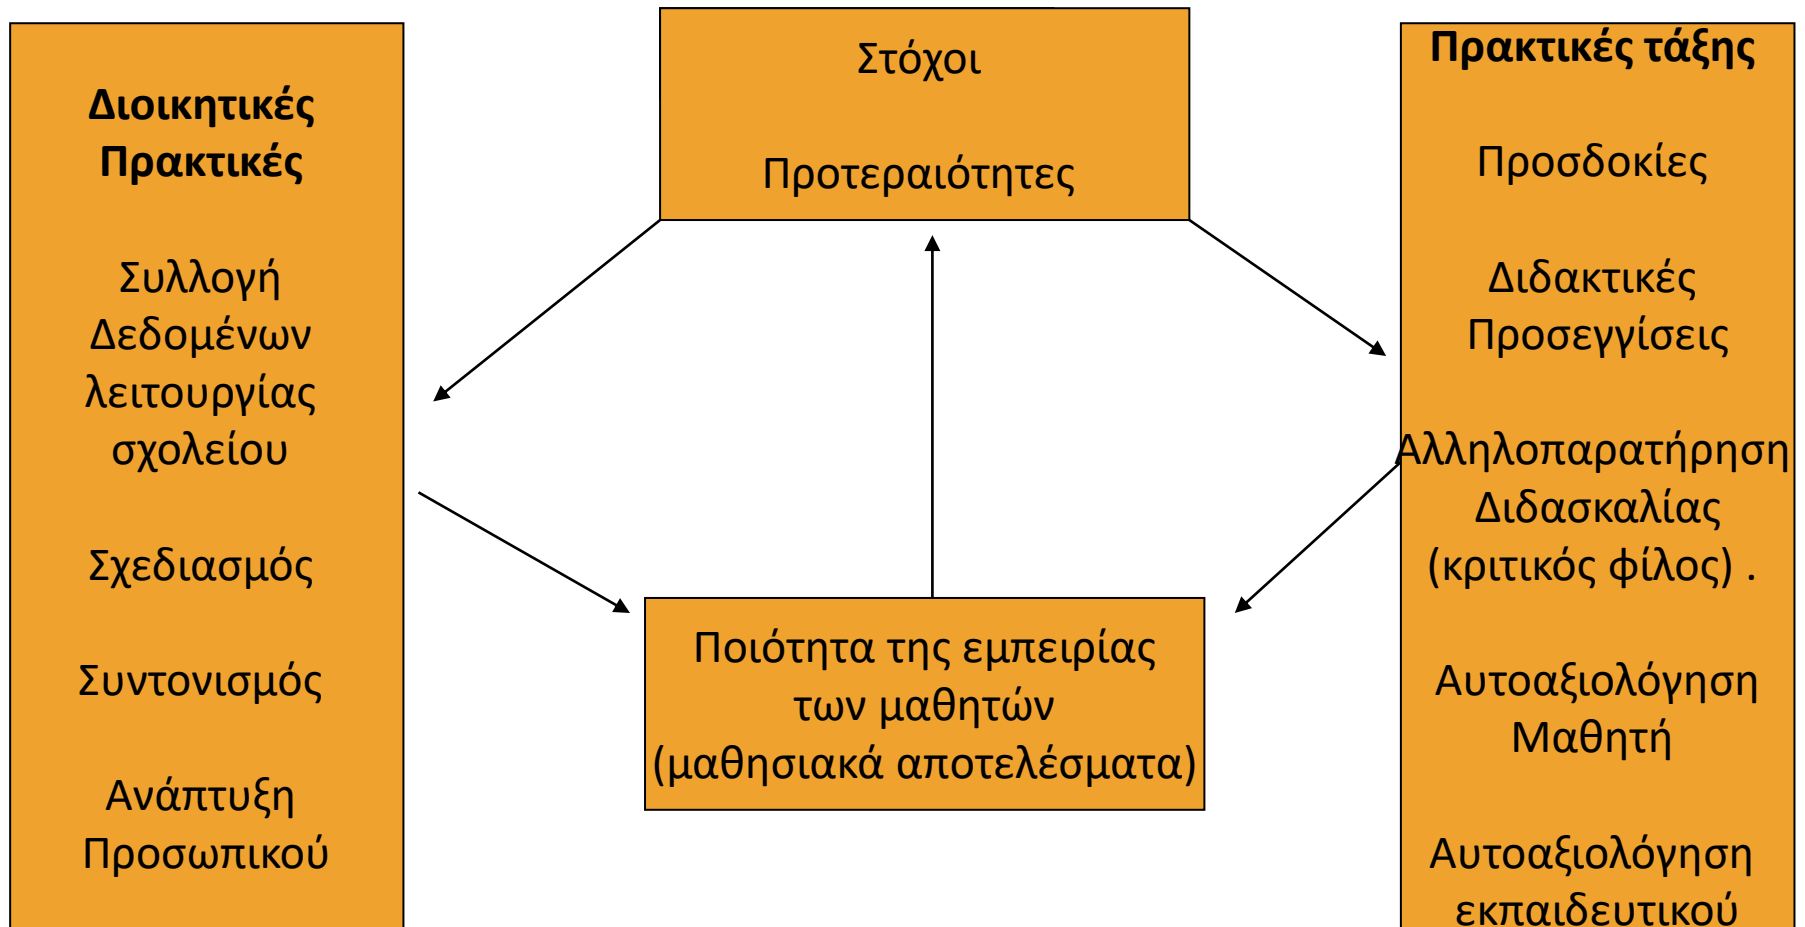 Διοικητικές
Πρακτικές
Συλλογή
Δεδομένων
λειτουργίας
σχολείου
Σχεδιασμός
Συντονισμός
Ανάπτυξη
Προσωπικού
Στόχοι
Προτεραιότητες
Ποιότητα της εμπειρίας
των μαθητών
(μαθησιακά αποτελέσματα)
Πρακτικές τάξης
Προσδοκίες
Διδακτικές
Προσεγγίσεις
Αλληλοπαρατήρηση
Διδασκαλίας
(κριτικός φίλος) .
Αυτοαξιολόγηση
Μαθητή
Αυτοαξιολόγηση
εκπαιδευτικού